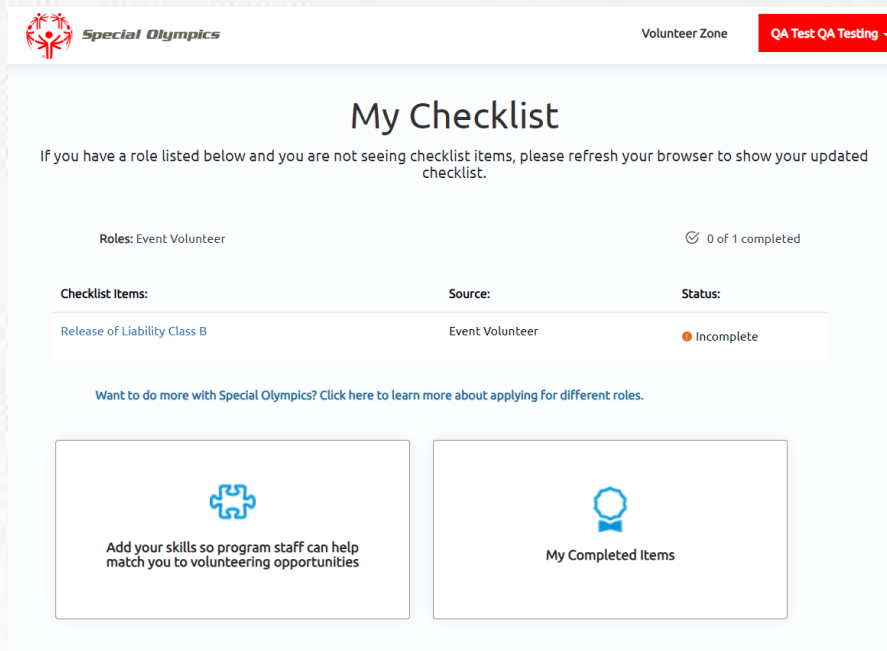 Special Olympics
Volunteer Zone
QA Test QA Testing
My Checklist
If you have a role listed below and you are not seeing checklist items, please refresh your browser to show your updated
checklist.
Roles: Event Volunteer
0 of 1 completed
Checklist Items:
Source:
Status:
Release of Liability Class B
Event Volunteer
Incomplete
Want to do more with Special Olympics? Click here to learn more about applying for different roles.
Add your skills so program staff can help
match you to volunteering opportunities
My Completed Items